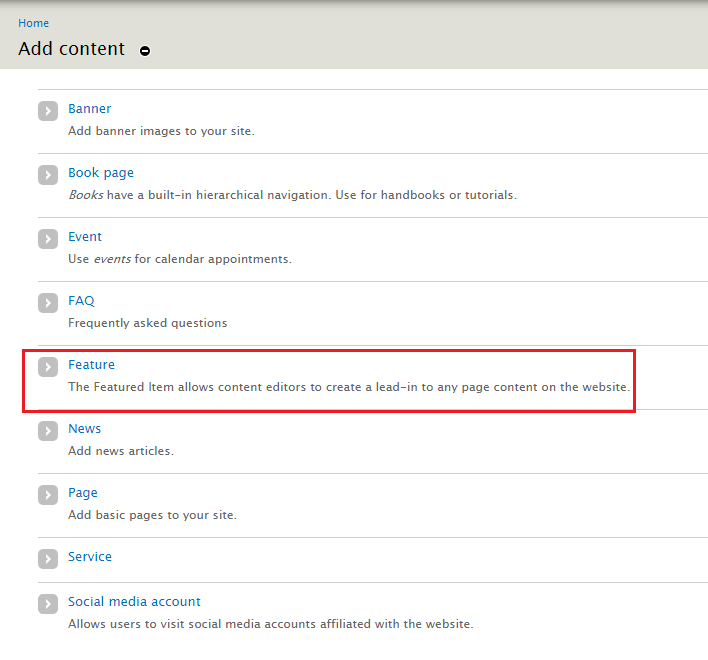 Home
Add content
Banner
Add banner images to your site.
Book page
Books have a built-in hierarchical navigation. Use for handbooks or tutorials.
Event
Use events for calendar appointments.
FAQ
Frequently asked questions
Feature
The Featured Item allows content editors to create a lead-in to any page content on the website.
News
Add news articles.
Page
Add basic pages to your site.
Service
Social media account
Allows users to visit social media accounts affiliated with the website.